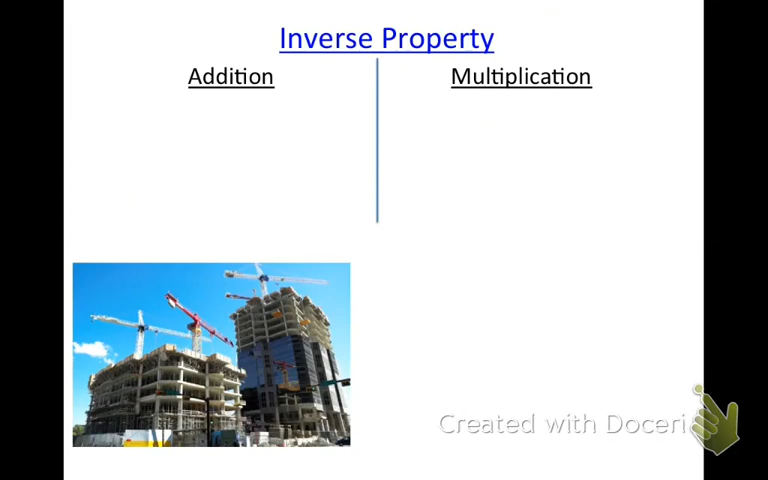 Inverse Property
Addition
Multiplication
Created with Doceri